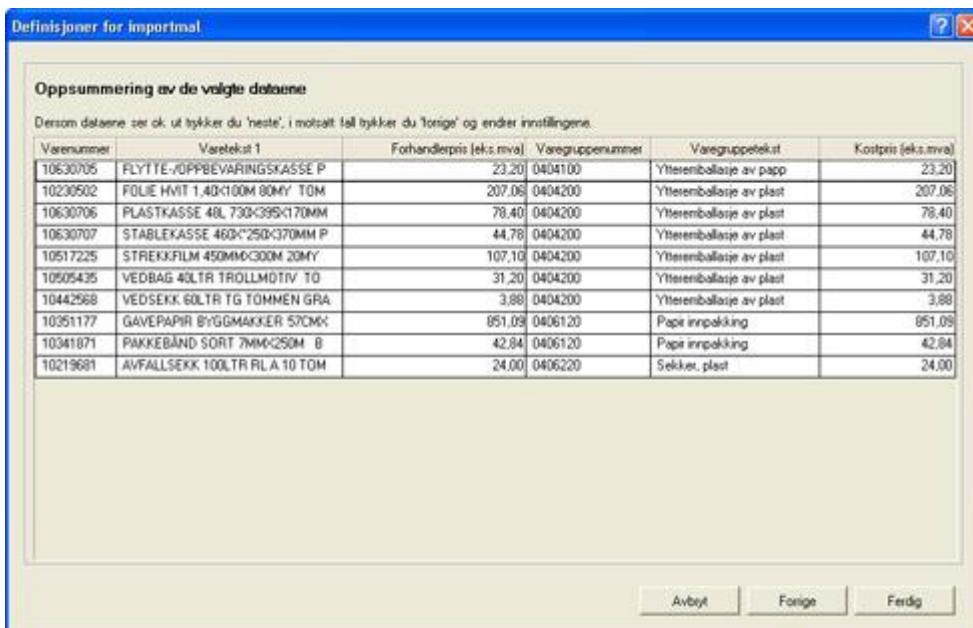 Definisjoner for importmal
Oppsummering av de valgte dataene
Dersom dataene ser ok ut trykker du 'neste', i motsatt fall trykker du 'forrige' og endrer innstillingene.
Varenummer Varetekst 1 Forhandlerpris (eks.mva) Varegruppenummer Varegruppetekst Kostpris (eks.mva)
10630705 FLYTTE-/OPPBEVARINGSKASSE P 23,20 0404100 Ytteremballasje av papp 23,20
10230502 FOLIE HVIT 1,40X100M 80MY TOM 207,06 0404200 Ytteremballasje av plast 207,06
10630706 PLASTKASSE 48L 730X395X170MM 78,40 0404200 Ytteremballasje av plast 78,40
10630707 STABLEKASSE 460X*250X370MM P 44,78 0404200 Ytteremballasje av plast 44,78
10517225 STREKKFILM 450MMX300M 20MY 107,10 0404200 Ytteremballasje av plast 107,10
10505435 VEDBAG 40LTR TROLLMOTIV TO 31,20 0404200 Ytteremballasje av plast 31,20
10442568 VEDSEKK 60LTR TG TOMMEN GRA 3,88 0404200 Ytteremballasje av plast 3,88
10351177 GAVEPAPIR BYGGMAKKER 57CMX 851,09 0406120 Papir innpakking 851,09
10341871 PAKKEBÅND SORT 7MMX250M B 42,84 0406120 Papir innpakking 42,84
10219681 AVFALLSEKK 100LTR RL A 10 TOM 24,00 0406220 Sekker, plast 24,00
Avbryt Forrige Ferdig